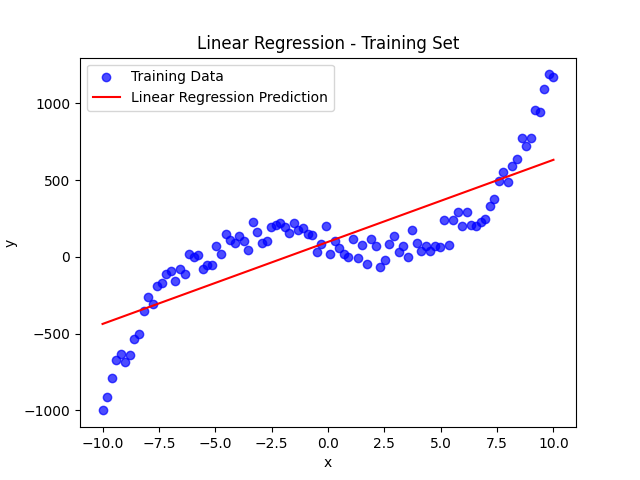 Linear Regression - Training Set
Training Data
Linear Regression Prediction
1000
500
0
−500
−1000
y
−10.0
−7.5
−5.0
−2.5
0.0
2.5
5.0
7.5
10.0
x